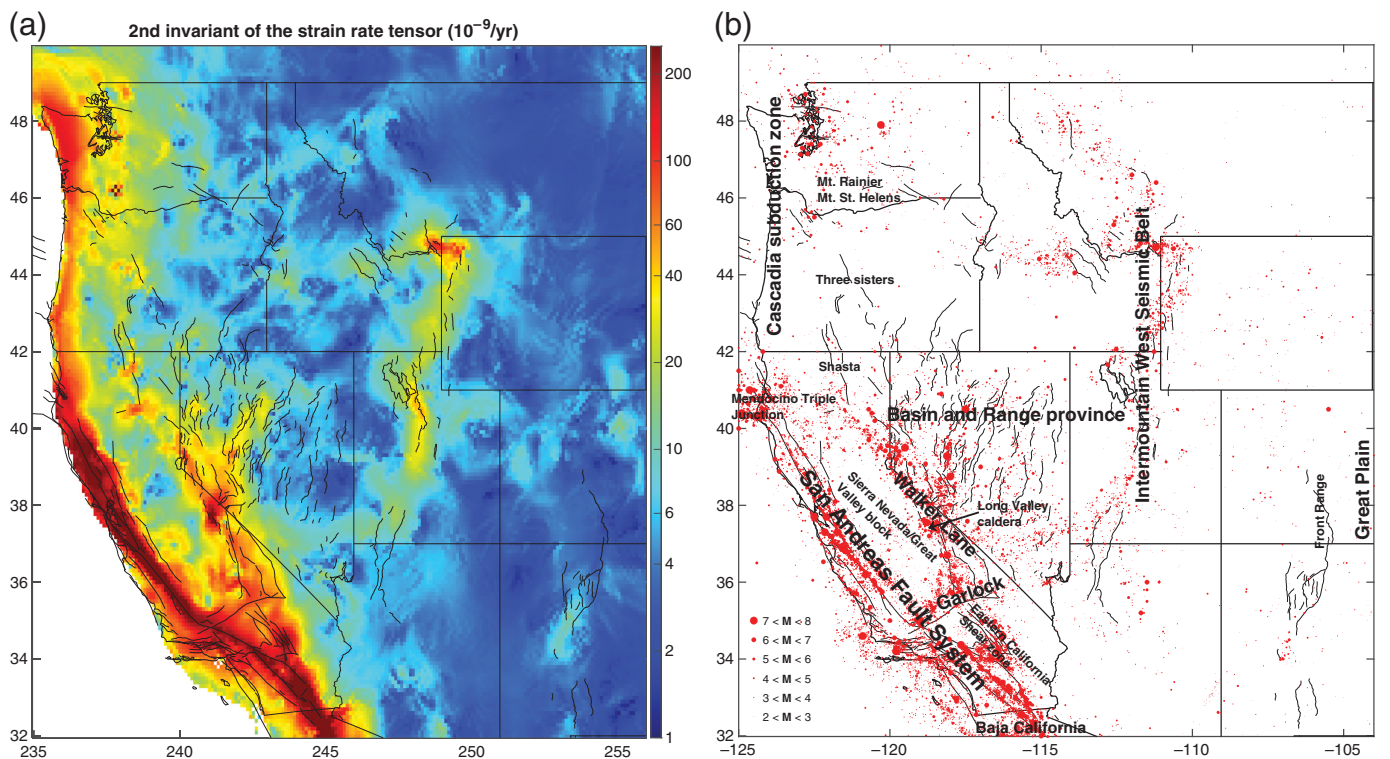 (a)
2nd invariant of the strain rate tensor (10⁻⁹/yr)
48
46
44
42
40
38
36
34
32
235
240
245
250
255
200
100
60
40
20
10
6
4
2
1
(b)
48
46
44
42
40
38
36
34
32
−125
−120
−115
−110
−105
Cascadia subduction zone
Mt. Rainier
Mt. St. Helens
Three sisters
Shasta
Mendocino Triple
Junction
Basin and Range province
Intermountain West Seismic Belt
San Andreas Fault System
Sierra Nevada/Great
Valley block
Walker Lane
Long Valley
caldera
Garlock
Eastern California
Shear zone
Baja California
Front Range
Great Plain
7 < M < 8
6 < M < 7
5 < M < 6
4 < M < 5
3 < M < 4
2 < M < 3